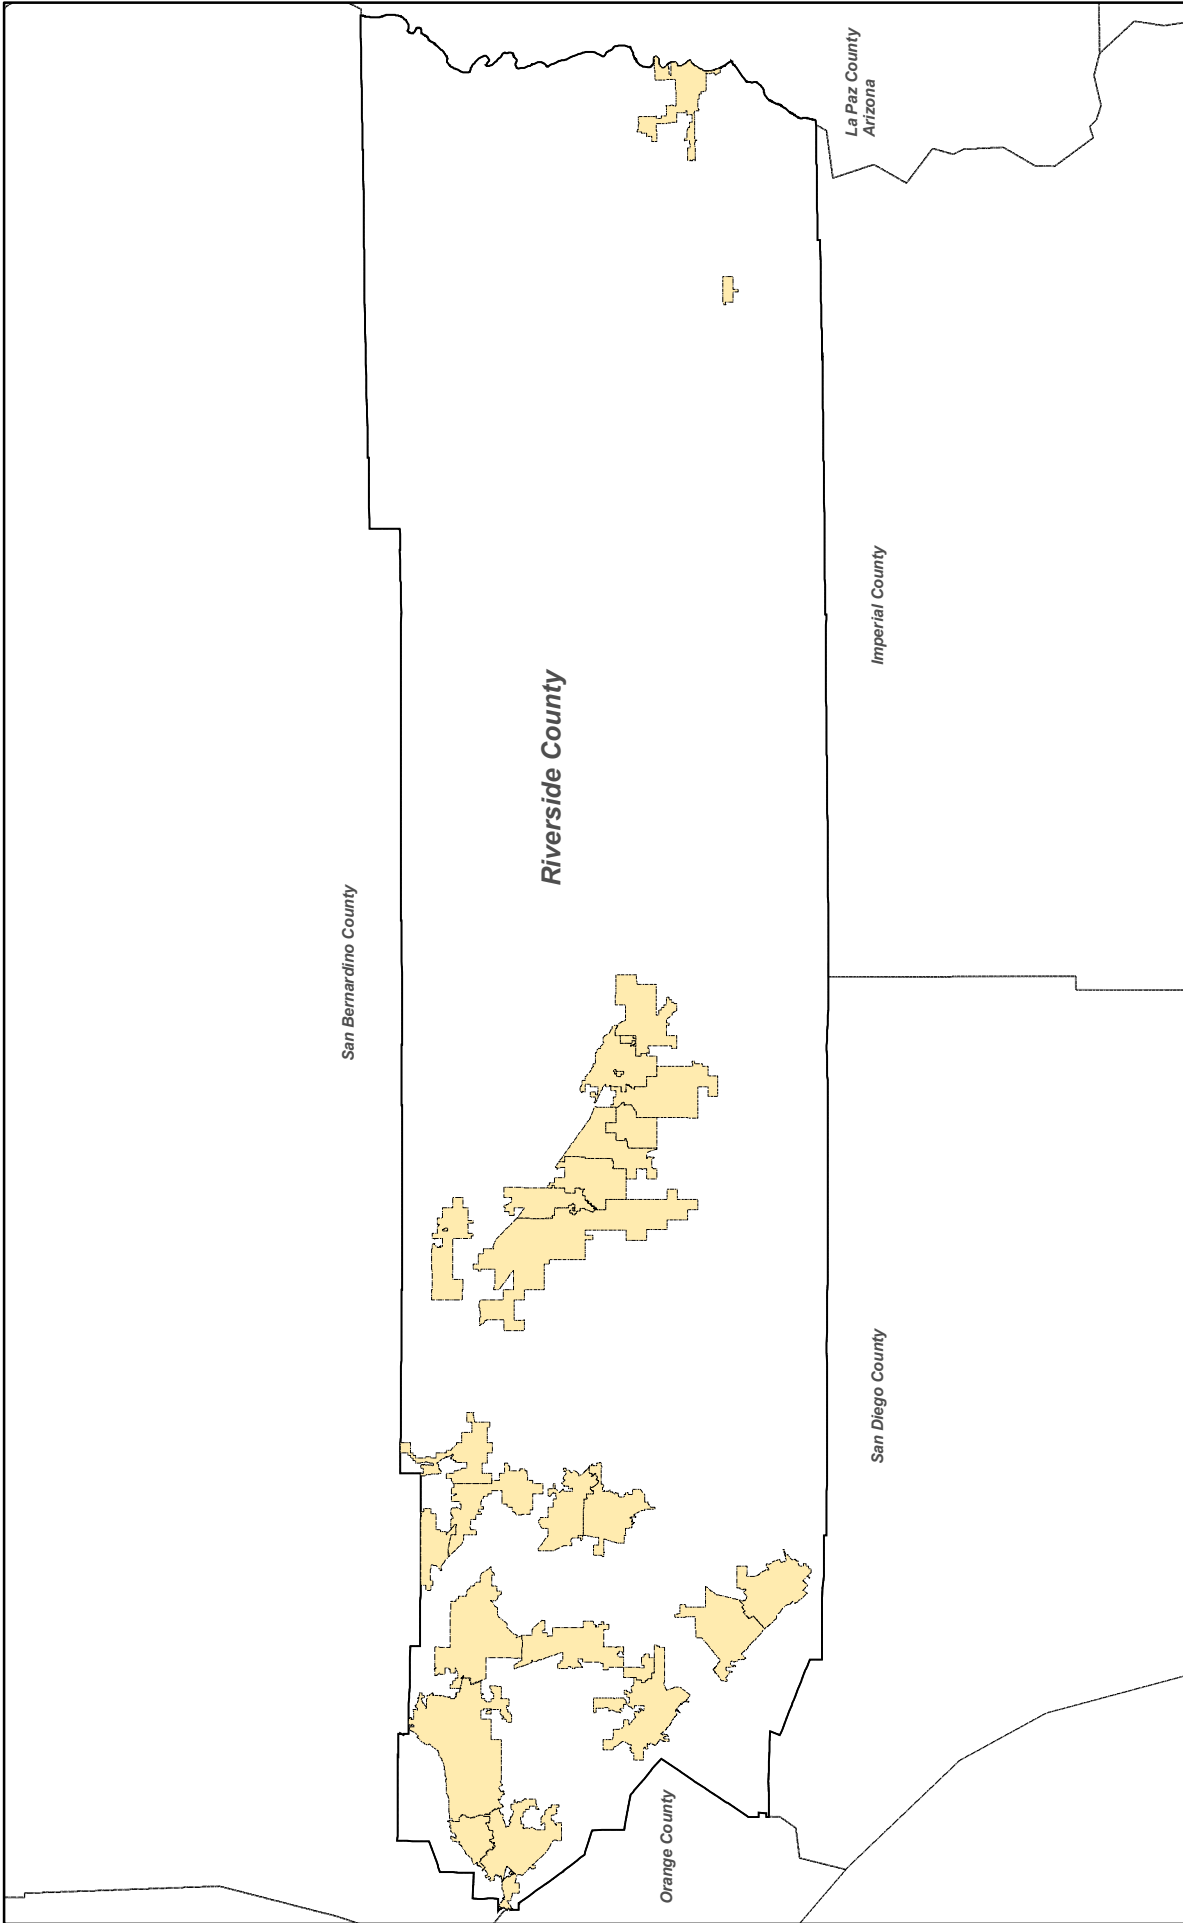 San Bernardino County
Riverside County
La Paz County
Arizona
Imperial County
San Diego County
Orange County